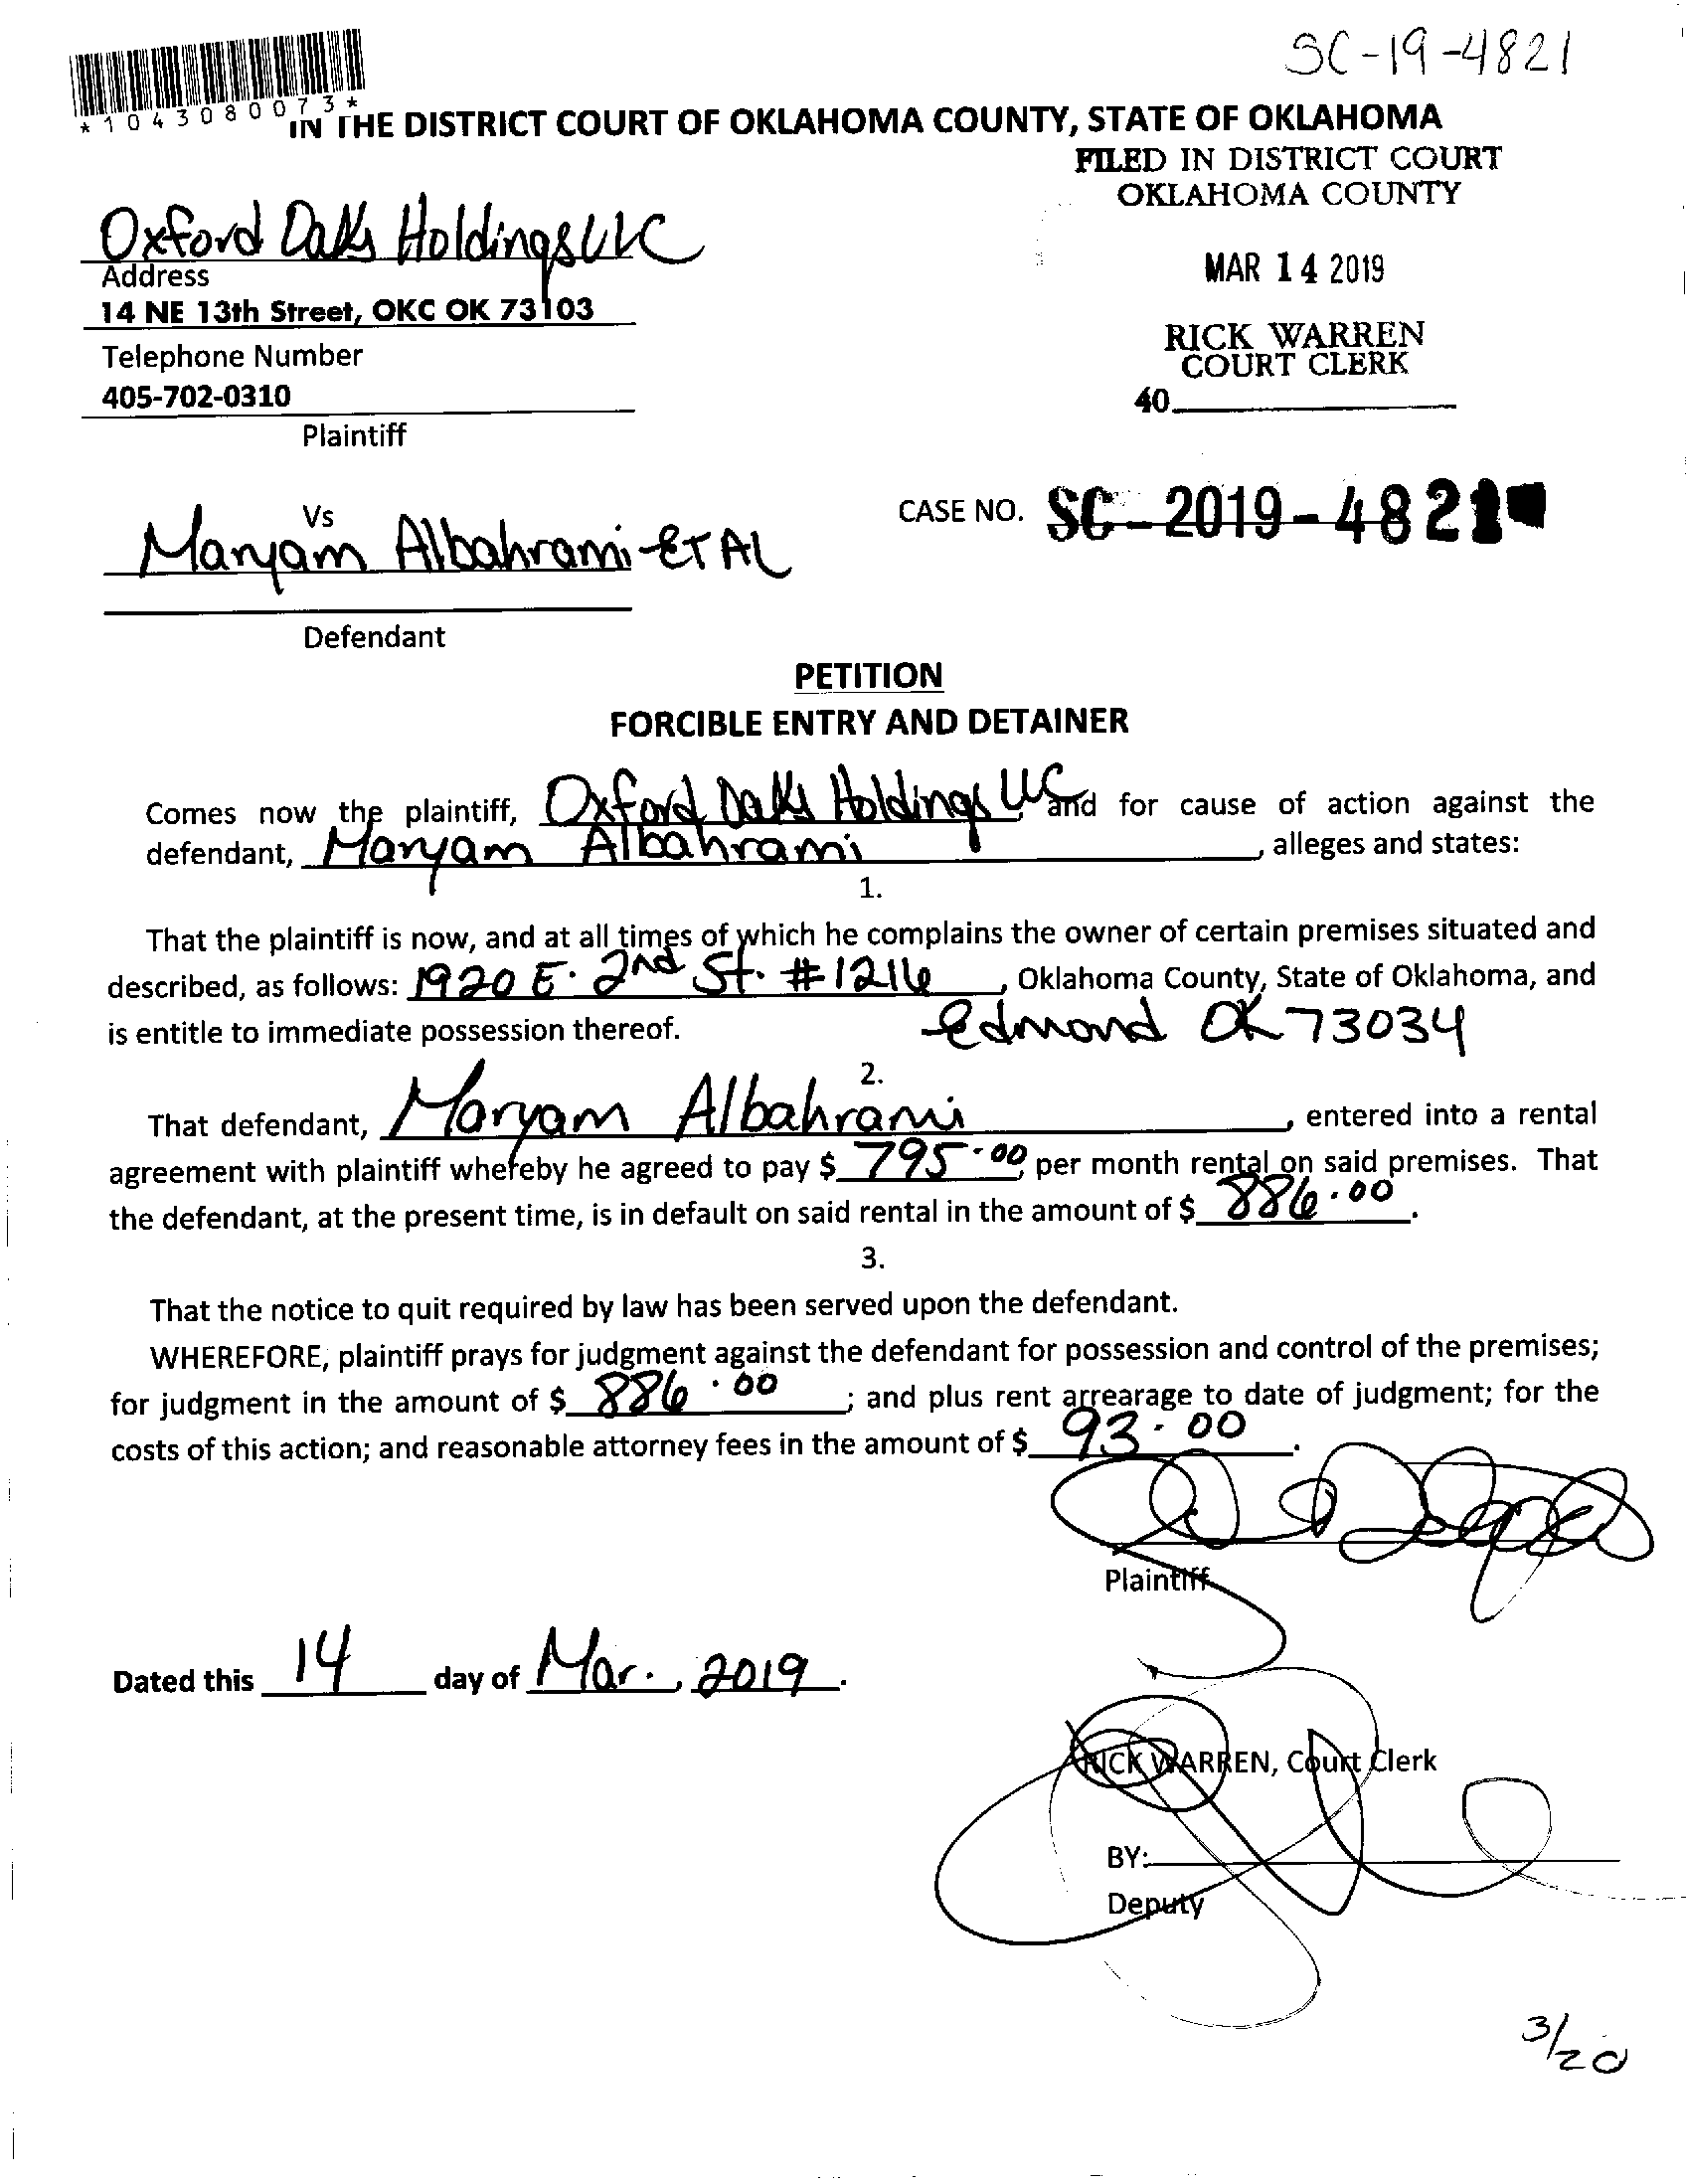 SC-19-4821
*1043080073*
IN THE DISTRICT COURT OF OKLAHOMA COUNTY, STATE OF OKLAHOMA
FILED IN DISTRICT COURT
OKLAHOMA COUNTY
MAR 14 2019
RICK WARREN
COURT CLERK
40
Oxford Oaks Holdings LLC
Address
14 NE 13th Street, OKC OK 73103
Telephone Number
405-702-0310
Plaintiff
Vs
CASE NO. SC-2019-4821
Maryam Albahrami-ET AL
Defendant
PETITION
FORCIBLE ENTRY AND DETAINER
Comes now the plaintiff, Oxford Oaks Holdings LLC, and for cause of action against the
defendant, Maryam Albahrami, alleges and states:
1.
That the plaintiff is now, and at all times of which he complains the owner of certain premises situated and
described, as follows: 1920 E. 2nd St. #1216, Oklahoma County, State of Oklahoma, and
is entitle to immediate possession thereof. Edmond OK 73034
2.
That defendant, Maryam Albahrami, entered into a rental
agreement with plaintiff whereby he agreed to pay $ 795.00, per month rental on said premises. That
the defendant, at the present time, is in default on said rental in the amount of $ 886.00.
3.
That the notice to quit required by law has been served upon the defendant.
WHEREFORE, plaintiff prays for judgment against the defendant for possession and control of the premises;
for judgment in the amount of $ 886.00; and plus rent arrearage to date of judgment; for the
costs of this action; and reasonable attorney fees in the amount of $ 93.00.
Plaintiff
Dated this 14 day of Mar., 2019.
RICK WARREN, Court Clerk
BY:
Deputy
3/20